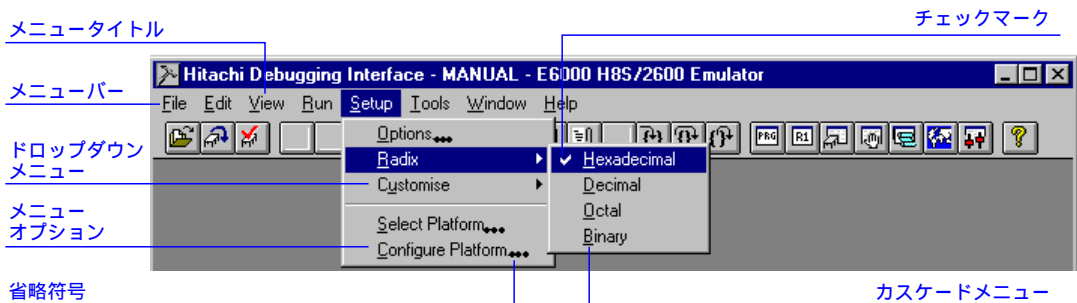 メニュータイトル
チェックマーク
Hitachi Debugging Interface - MANUAL - E6000 H8S/2600 Emulator
メニューバー
File Edit View Run Setup Tools Window Help
PRG R1
Options...
ドロップダウン
メニュー
Radix
Hexadecimal
Customise
Decimal
Octal
Binary
メニュー
オプション
Select Platform...
Configure Platform...
省略符号
カスケードメニュー